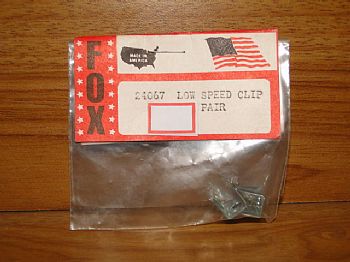 FOX
MADE IN
AMERICA
24067 LOW SPEED CLIP
PAIR